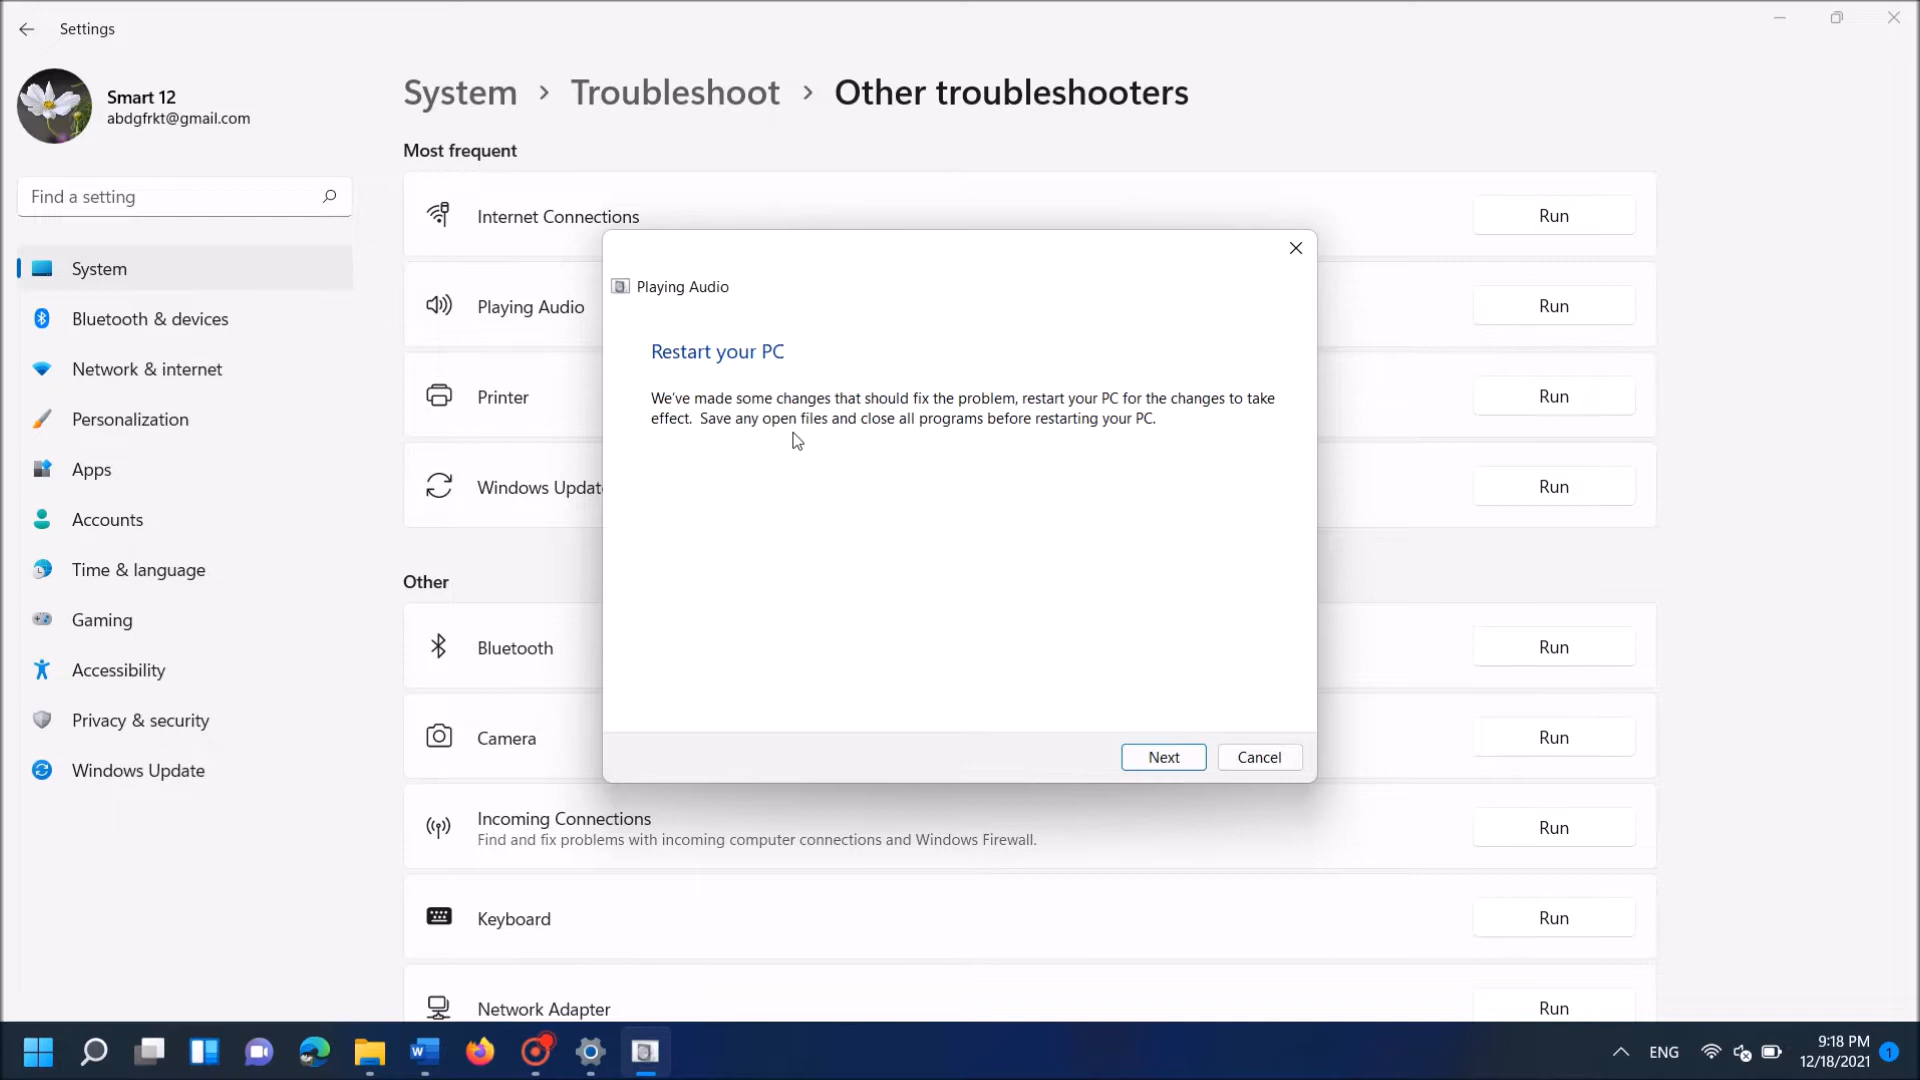 Settings
Smart 12
abdgfrkt@gmail.com
Find a setting
System
Bluetooth & devices
Network & internet
Personalization
Apps
Accounts
Time & language
Gaming
Accessibility
Privacy & security
Windows Update
System > Troubleshoot > Other troubleshooters
Most frequent
Internet Connections Run
Playing Audio Run
Printer Run
Windows Updat Run
Playing Audio
Restart your PC
We've made some changes that should fix the problem, restart your PC for the changes to take
effect. Save any open files and close all programs before restarting your PC.
Next Cancel
Other
Bluetooth Run
Camera Run
Incoming Connections
Find and fix problems with incoming computer connections and Windows Firewall.
Run
Keyboard Run
Network Adapter Run
ENG
9:18 PM
12/18/2021
1